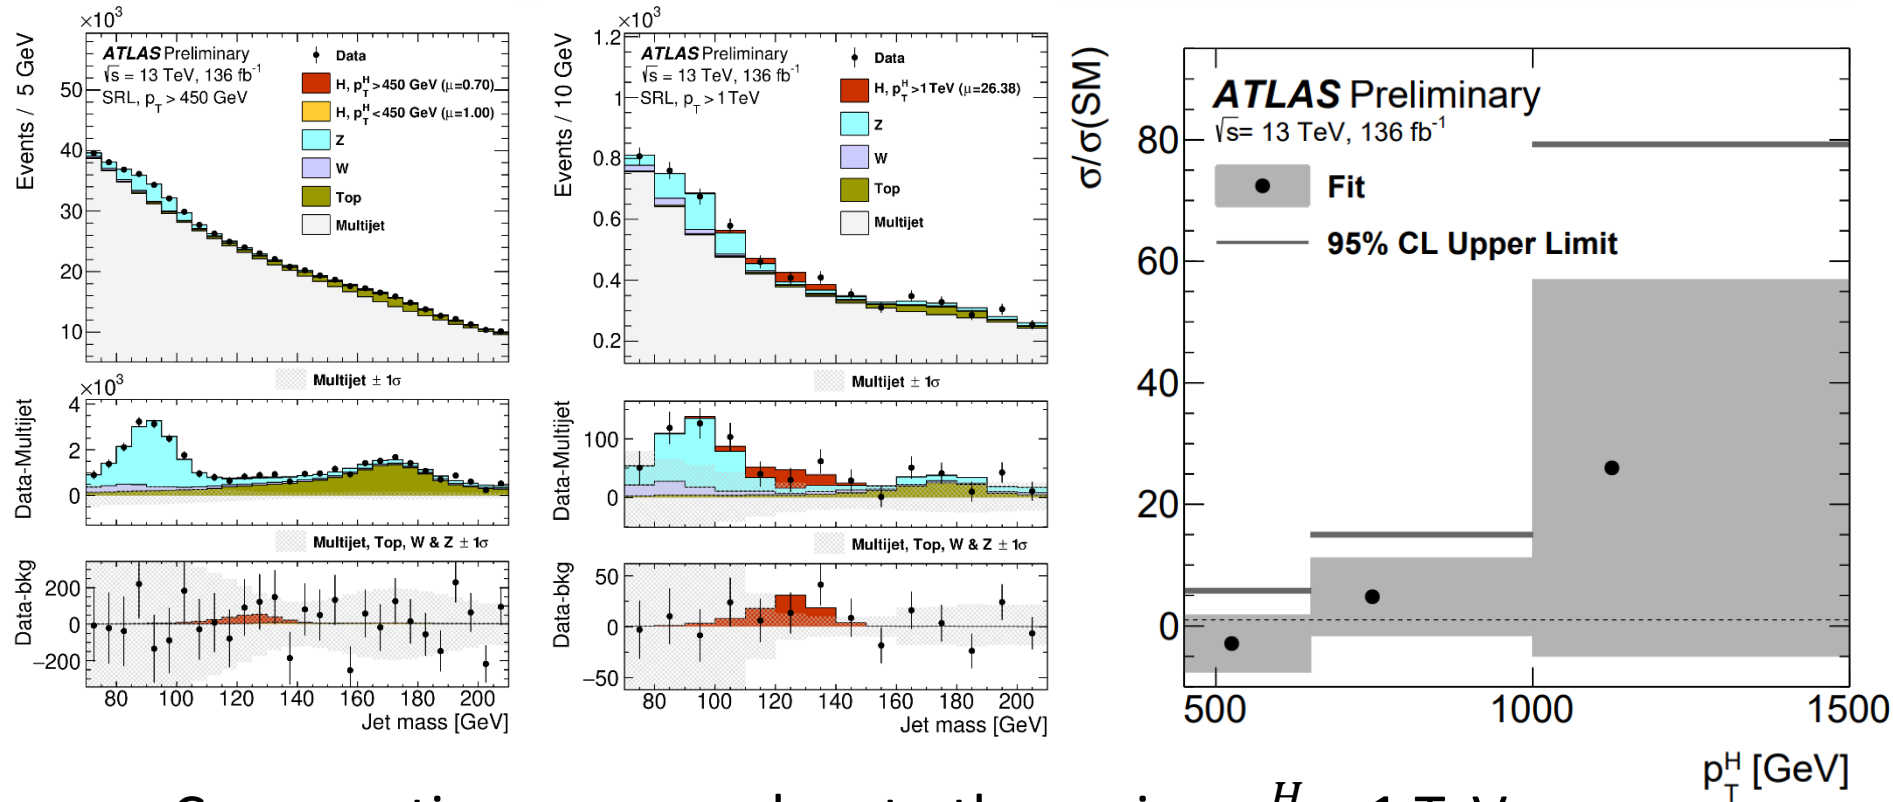 ×10³
Events / 5 GeV
ATLAS Preliminary
√s = 13 TeV, 136 fb⁻¹
SRL, p_T > 450 GeV
Data
H, p_T^H > 450 GeV (μ=0.70)
H, p_T^H < 450 GeV (μ=1.00)
Z
W
Top
Multijet
50
40
30
20
10
Multijet ± 1σ
×10³
Data-Multijet
4
2
0
Multijet, Top, W & Z ± 1σ
Data-bkg
200
0
−200
80 100 120 140 160 180 200
Jet mass [GeV]
×10³
Events / 10 GeV
ATLAS Preliminary
√s = 13 TeV, 136 fb⁻¹
SRL, p_T > 1 TeV
Data
H, p_T^H > 1 TeV (μ=26.38)
Z
W
Top
Multijet
1.2
1
0.8
0.6
0.4
0.2
Multijet ± 1σ
Data-Multijet
100
0
Multijet, Top, W & Z ± 1σ
Data-bkg
50
0
−50
80 100 120 140 160 180 200
Jet mass [GeV]
σ/σ(SM)
ATLAS Preliminary
√s= 13 TeV, 136 fb⁻¹
Fit
95% CL Upper Limit
80
60
40
20
0
500 1000 1500
p_T^H [GeV]